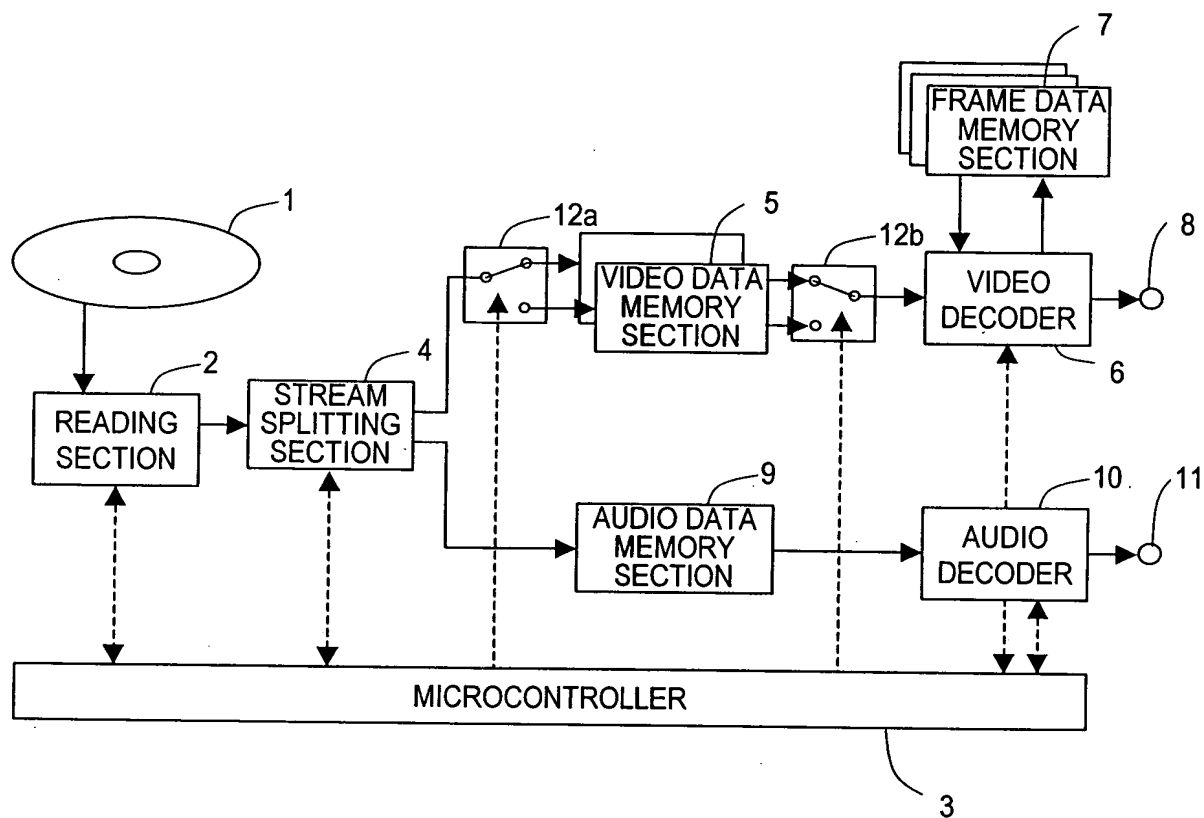 7
FRAME DATA
MEMORY
SECTION
1
12a
5
12b
8
VIDEO DATA
MEMORY
SECTION
VIDEO
DECODER
6
2
READING
SECTION
4
STREAM
SPLITTING
SECTION
9
AUDIO DATA
MEMORY
SECTION
10
AUDIO
DECODER
11
MICROCONTROLLER
3